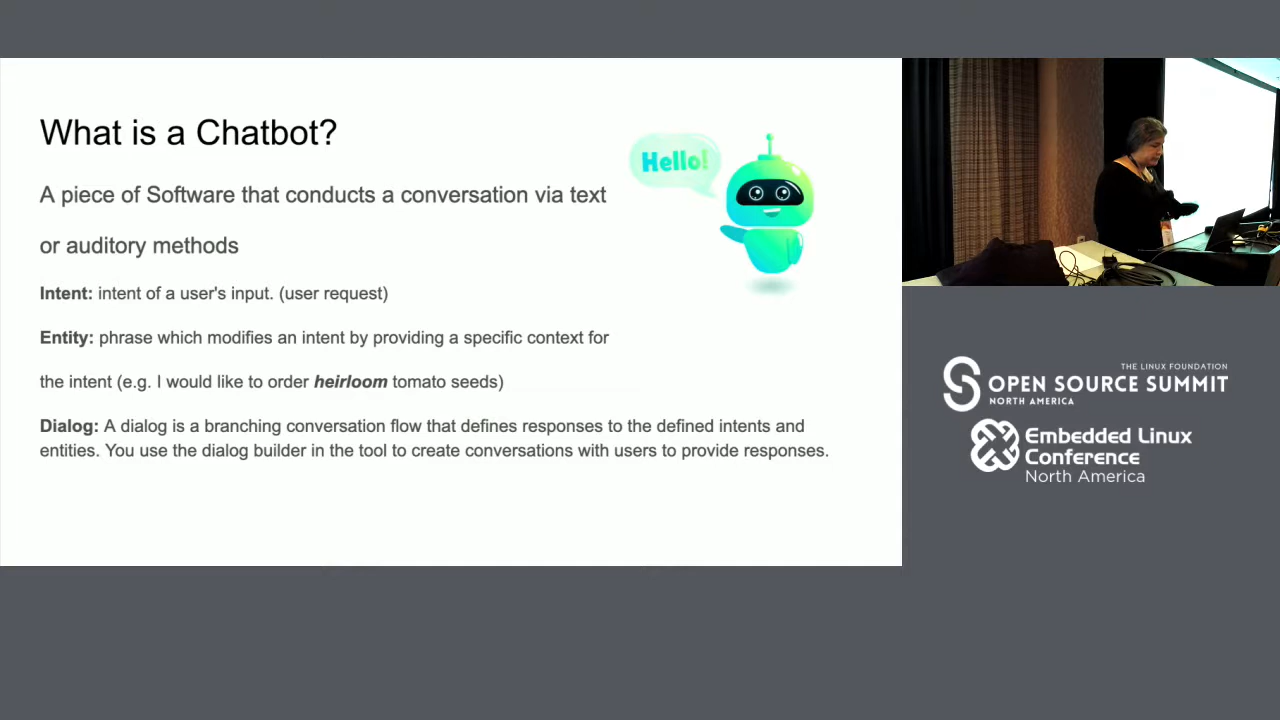 What is a Chatbot?
Hello!
A piece of Software that conducts a conversation via text
or auditory methods
Intent: intent of a user's input. (user request)
Entity: phrase which modifies an intent by providing a specific context for
the intent (e.g. I would like to order heirloom tomato seeds)
Dialog: A dialog is a branching conversation flow that defines responses to the defined intents and
entities. You use the dialog builder in the tool to create conversations with users to provide responses.
THE LINUX FOUNDATION
OPEN SOURCE SUMMIT
NORTH AMERICA
Embedded Linux
Conference
North America